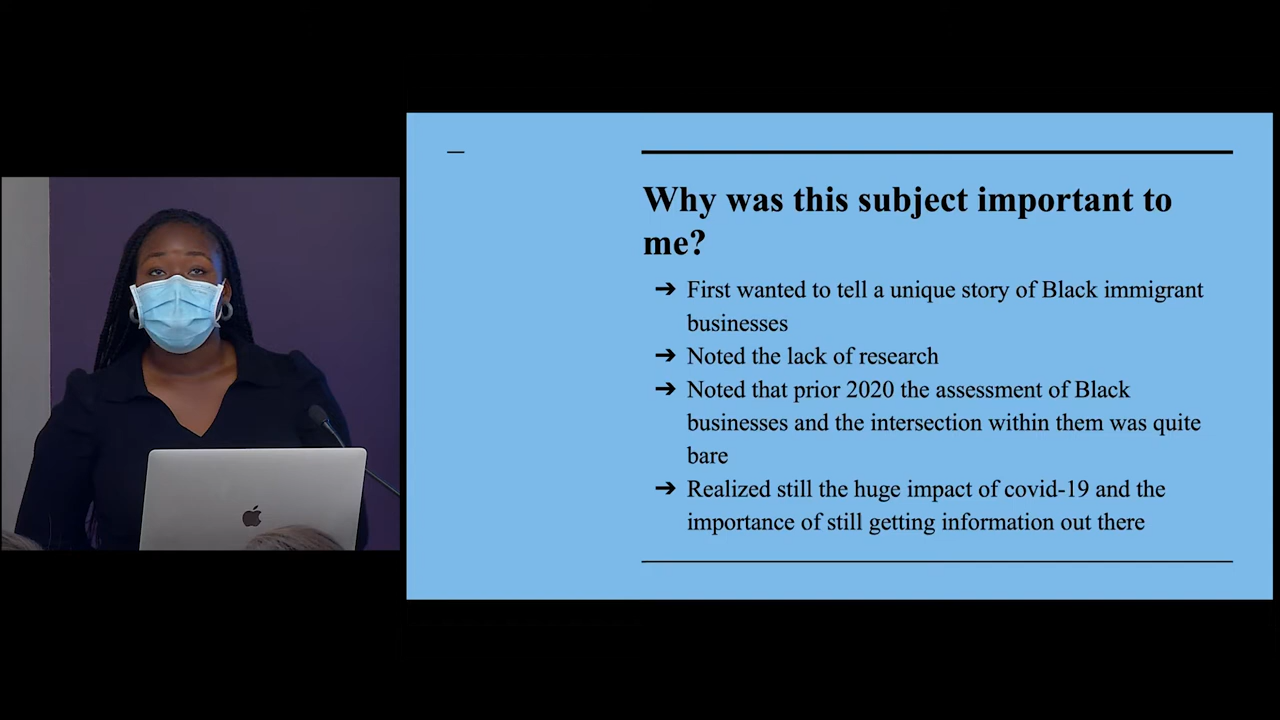 Why was this subject important to
me?
➔ First wanted to tell a unique story of Black immigrant
businesses
➔ Noted the lack of research
➔ Noted that prior 2020 the assessment of Black
businesses and the intersection within them was quite
bare
➔ Realized still the huge impact of covid-19 and the
importance of still getting information out there